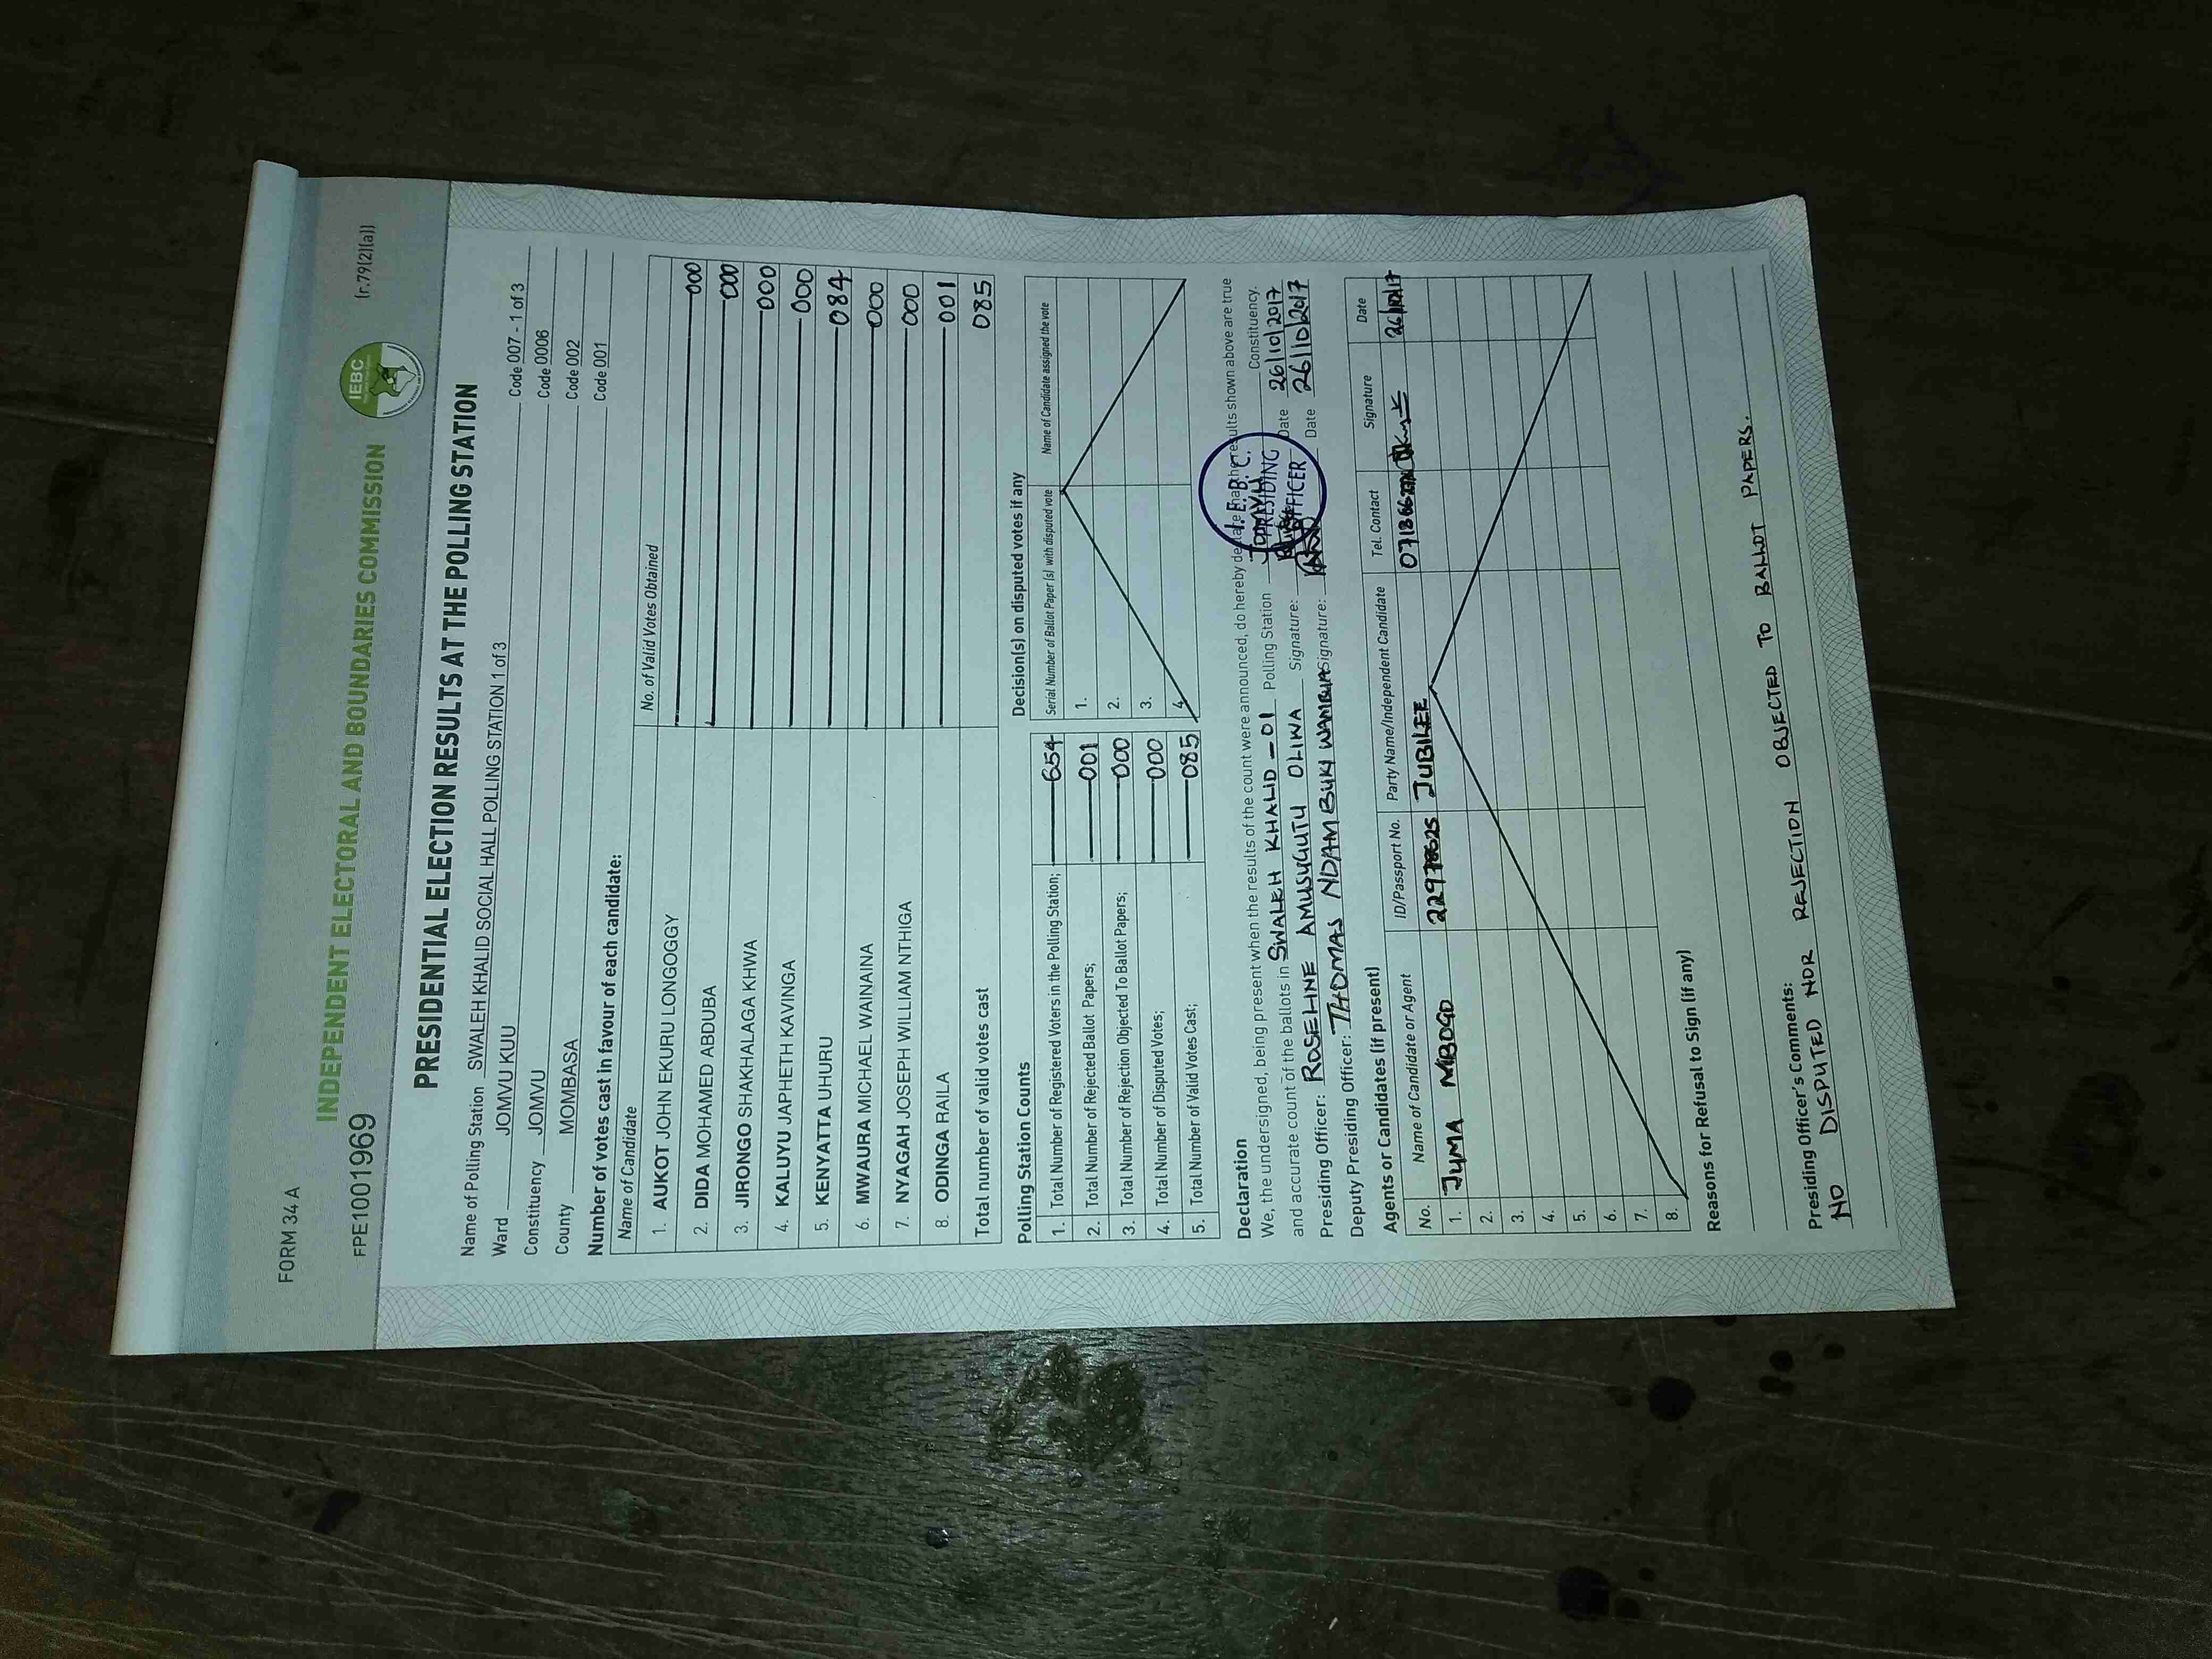 FORM 34 A
(r.79(2)(a))
INDEPENDENT ELECTORAL AND BOUNDARIES COMMISSION
IEBC
FPE1001969
PRESIDENTIAL ELECTION RESULTS AT THE POLLING STATION
Name of Polling Station SWALEH KHALID SOCIAL HALL POLLING STATION 1 of 3 Code 007 - 1 of 3
Ward JOMVU KUU Code 0006
Constituency JOMVU Code 002
County MOMBASA Code 001
Number of votes cast in favour of each candidate:
Name of Candidate No. of Valid Votes Obtained
1. AUKOT JOHN EKURU LONGOGGY 000
2. DIDA MOHAMED ABDUBA 000
3. JIRONGO SHAKHALAGA KHWA 000
4. KALUYU JAPHETH KAVINGA 000
5. KENYATTA UHURU 084
6. MWAURA MICHAEL WAINAINA 000
7. NYAGAH JOSEPH WILLIAM NTHIGA 000
8. ODINGA RAILA 001
Total number of valid votes cast 085
Polling Station Counts
1. Total Number of Registered Voters in the Polling Station; 654
2. Total Number of Rejected Ballot Papers; 001
3. Total Number of Rejection Objected To Ballot Papers; 000
4. Total Number of Disputed Votes; 000
5. Total Number of Valid Votes Cast; 085
Decision(s) on disputed votes if any
Serial Number of Ballot Paper (s) with disputed vote Name of Candidate assigned the vote
1.
2.
3.
4.
Declaration
We, the undersigned, being present when the results of the count were announced, do hereby declare that the results shown above are true
and accurate count of the ballots in SWALEH KHALID - 01 Polling Station JOMVU Constituency.
Presiding Officer: ROSELINE AMUSUGUTU OLIWA Signature: Date 26/10/2017
Deputy Presiding Officer: THOMAS NDAMBUKI WAMBUA Signature: Date 26/10/2017
I.E.B.C.
PRESIDING
OFFICER
Agents or Candidates (if present)
No. Name of Candidate or Agent ID/Passport No. Party Name/Independent Candidate Tel. Contact Signature Date
1. JUMA MBOGO JUBILEE 26/10/17
2.
3.
4.
5.
6.
7.
8.
Reasons for Refusal to Sign (if any)
Presiding Officer's Comments:
NO DISPUTED NOR REJECTION OBJECTED TO BALLOT PAPERS.